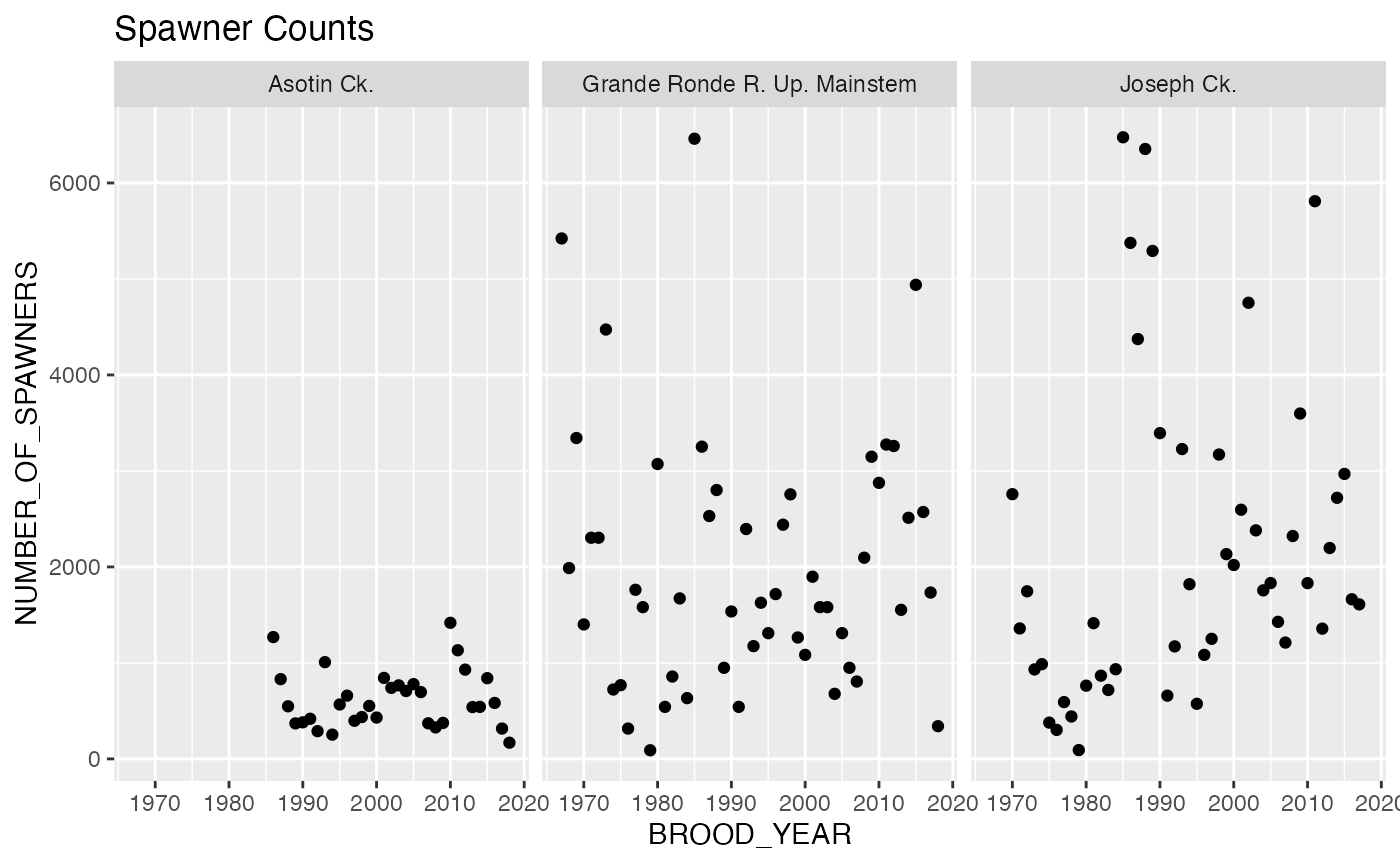 Spawner Counts
Asotin Ck. Grande Ronde R. Up. Mainstem Joseph Ck.
6000
4000
2000
0
NUMBER_OF_SPAWNERS
1970 1980 1990 2000 2010 2020 1970 1980 1990 2000 2010 2020 1970 1980 1990 2000 2010 2020
BROOD_YEAR